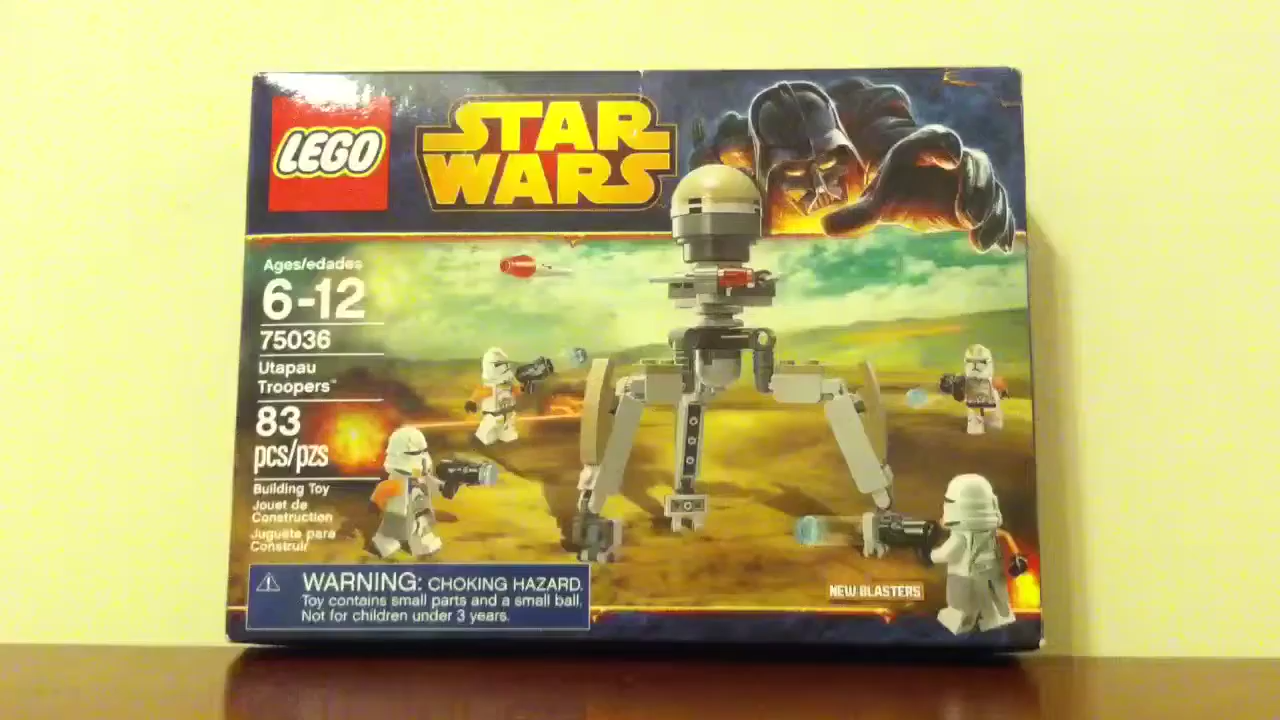 LEGO
STAR
WARS
Ages/edades
6-12
75036
Utapau
Troopers™
83
pcs/pzs
Building Toy
Jouet de
Construction
Juguete para
Construir
WARNING: CHOKING HAZARD.
Toy contains small parts and a small ball.
Not for children under 3 years.
NEW BLASTERS